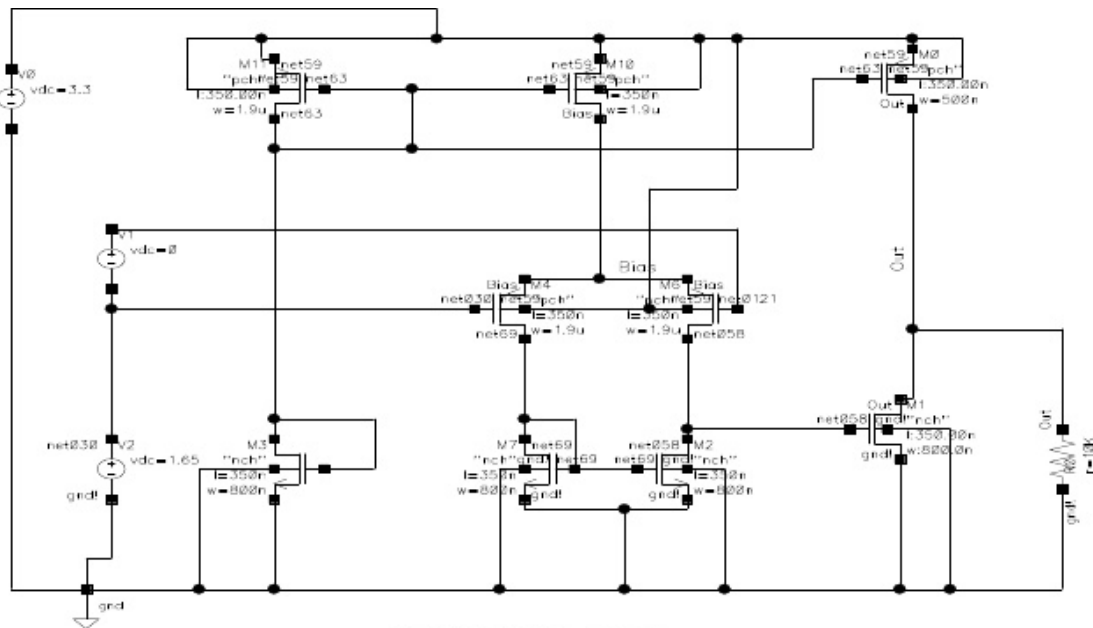 V0
vdc=3.3
net59
M11
"pch"
net59
net63
l:350.00n
w=1.9u
net63
net59
M10
net63
net59
"pch"
l=350n
w=1.9u
Bias
net59
M0
net63
net59
"pch"
l:350.00n
w=500n
Out
V1
vdc=0
Bias
Bias
M4
net030
net59
"pch"
l=350n
w=1.9u
net69
M6
Bias
net59
net0121
l=350n
w=1.9u
net058
Out
net030
V2
vdc=1.65
gnd!
M3
"nch"
l=350n
w=800n
M7
net69
"nch"
gnd!
net69
l=350n
w=800n
gnd!
net058
M2
net69
gnd!
"nch"
l=350n
w=800n
gnd!
Out
M1
net058
gnd!
"nch"
l:350.00n
w:800.0n
gnd!
Out
r=10K
gnd!
gnd